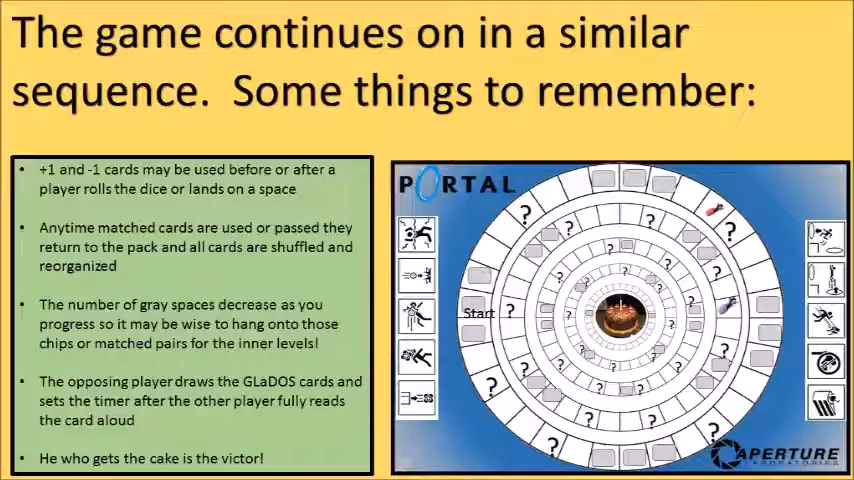 The game continues on in a similar
sequence.  Some things to remember:
• +1 and -1 cards may be used before or after a
player rolls the dice or lands on a space
• Anytime matched cards are used or passed they
return to the pack and all cards are shuffled and
reorganized
• The number of gray spaces decrease as you
progress so it may be wise to hang onto those
chips or matched pairs for the inner levels!
• The opposing player draws the GLaDOS cards and
sets the timer after the other player fully reads
the card aloud
• He who gets the cake is the victor!
PORTAL
Start
APERTURE
LABORATORIES